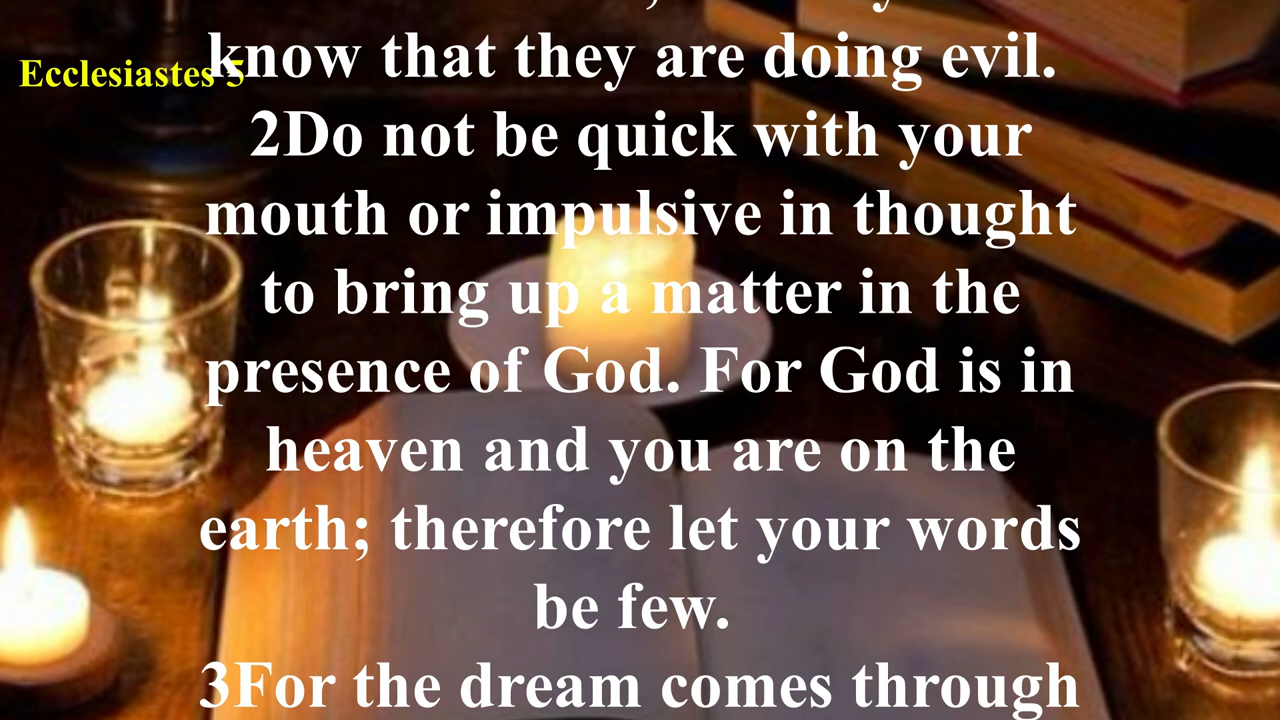 Ecclesiastes 5
know that they are doing evil.
2Do not be quick with your
mouth or impulsive in thought
to bring up a matter in the
presence of God. For God is in
heaven and you are on the
earth; therefore let your words
be few.
3For the dream comes through